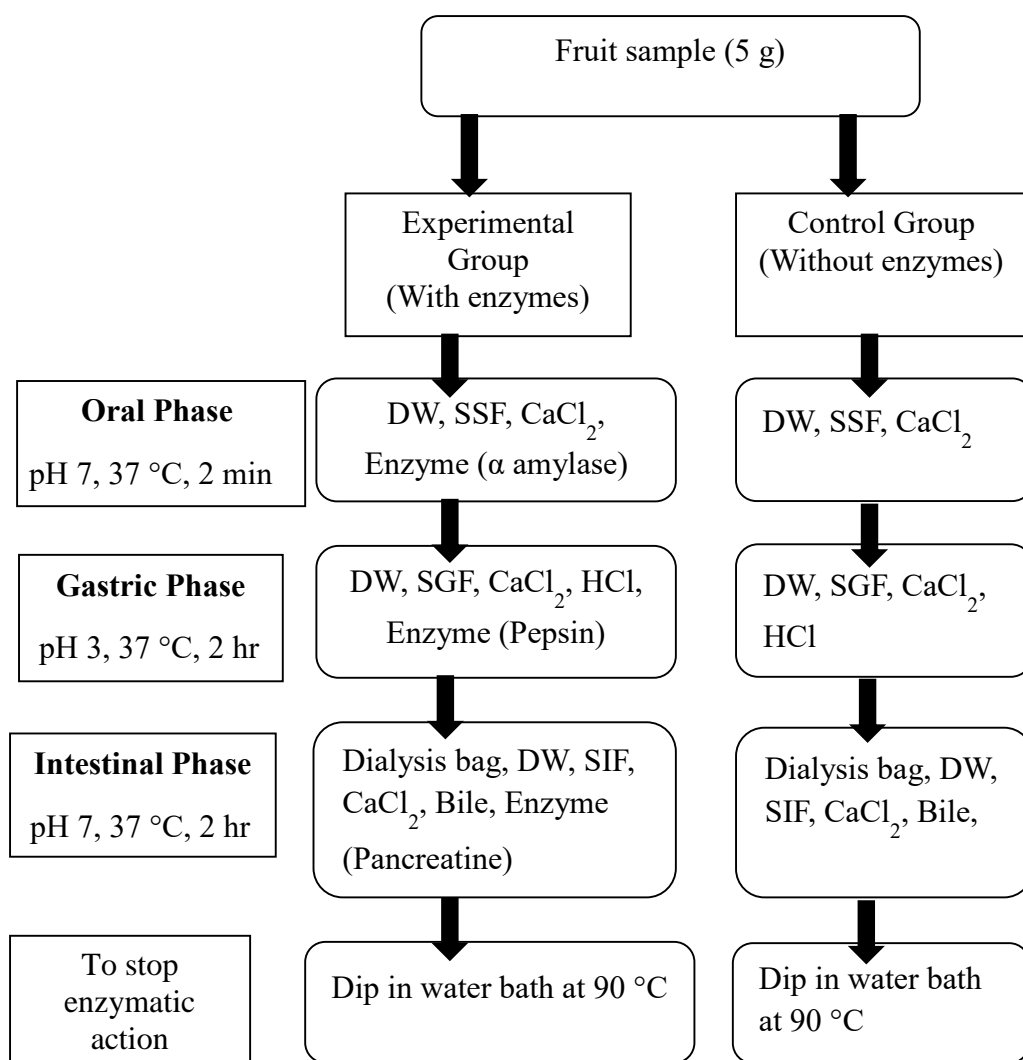 Fruit sample (5 g)
Experimental
Group
(With enzymes)
Control Group
(Without enzymes)
Oral Phase
pH 7, 37 °C, 2 min
DW, SSF, CaCl₂,
Enzyme (α amylase)
DW, SSF, CaCl₂
Gastric Phase
pH 3, 37 °C, 2 hr
DW, SGF, CaCl₂, HCl,
Enzyme (Pepsin)
DW, SGF, CaCl₂,
HCl
Intestinal Phase
pH 7, 37 °C, 2 hr
Dialysis bag, DW, SIF,
CaCl₂, Bile, Enzyme
(Pancreatine)
Dialysis bag, DW,
SIF, CaCl₂, Bile,
To stop
enzymatic
action
Dip in water bath at 90 °C
Dip in water bath
at 90 °C